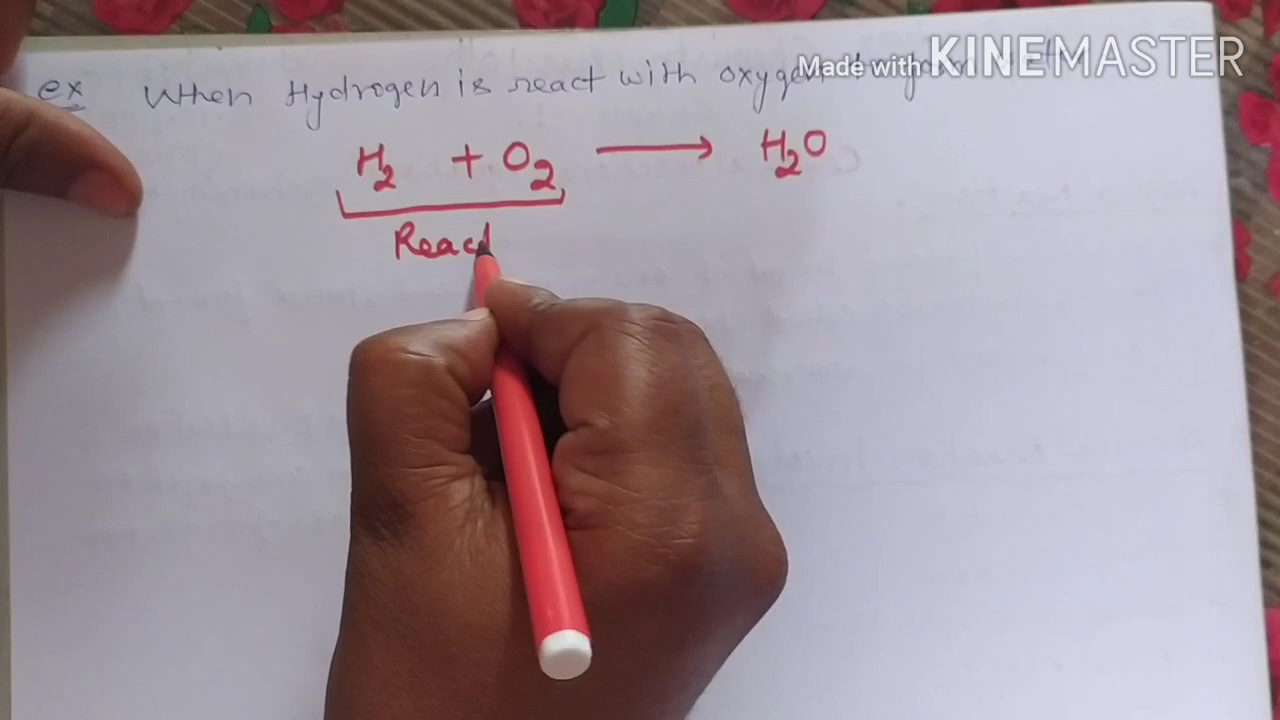 Made with KINEMASTER
ex When Hydrogen is react with oxygen
H2 + O2 → H2O
React